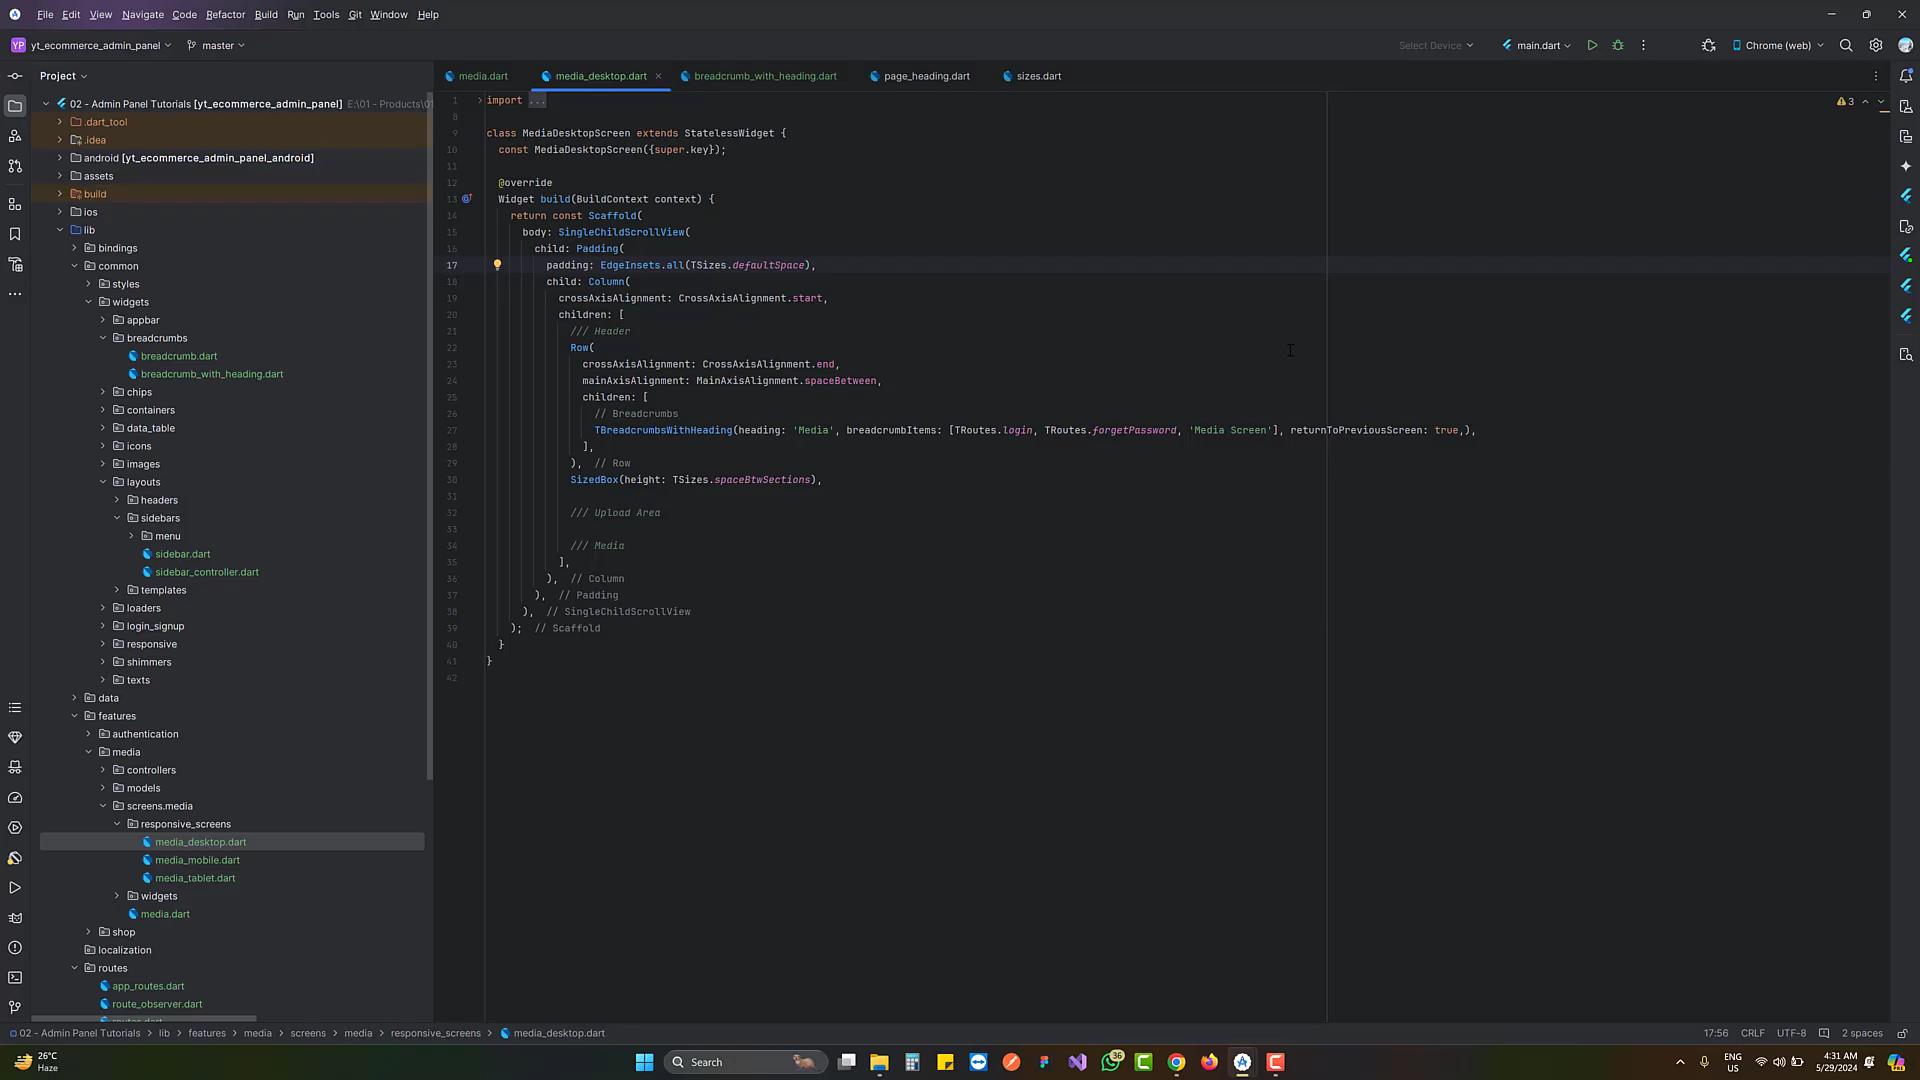 File Edit View Navigate Code Refactor Build Run Tools Git Window Help
YP yt_ecommerce_admin_panel master Select Device main.dart Chrome (web)
Project
media.dart media_desktop.dart breadcrumb_with_heading.dart page_heading.dart sizes.dart
02 - Admin Panel Tutorials [yt_ecommerce_admin_panel] E:\01 - Products\0
.dart_tool
.idea
android [yt_ecommerce_admin_panel_android]
assets
build
ios
lib
bindings
common
styles
widgets
appbar
breadcrumbs
breadcrumb.dart
breadcrumb_with_heading.dart
chips
containers
data_table
icons
images
layouts
headers
sidebars
menu
sidebar.dart
sidebar_controller.dart
templates
loaders
login_signup
responsive
shimmers
texts
data
features
authentication
media
controllers
models
screens.media
responsive_screens
media_desktop.dart
media_mobile.dart
media_tablet.dart
widgets
media.dart
shop
localization
routes
app_routes.dart
route_observer.dart
routes.dart
1 import ...
8
9 class MediaDesktopScreen extends StatelessWidget {
10 const MediaDesktopScreen({super.key});
11
12 @override
13 Widget build(BuildContext context) {
14 return const Scaffold(
15 body: SingleChildScrollView(
16 child: Padding(
17 padding: EdgeInsets.all(TSizes.defaultSpace),
18 child: Column(
19 crossAxisAlignment: CrossAxisAlignment.start,
20 children: [
21 /// Header
22 Row(
23 crossAxisAlignment: CrossAxisAlignment.end,
24 mainAxisAlignment: MainAxisAlignment.spaceBetween,
25 children: [
26 // Breadcrumbs
27 TBreadcrumbsWithHeading(heading: 'Media', breadcrumbItems: [TRoutes.login, TRoutes.forgetPassword, 'Media Screen'], returnToPreviousScreen: true,),
28 ],
29 ), // Row
30 SizedBox(height: TSizes.spaceBtwSections),
31
32 /// Upload Area
33
34 /// Media
35 ],
36 ), // Column
37 ), // Padding
38 ), // SingleChildScrollView
39 ); // Scaffold
40 }
41 }
42
3
02 - Admin Panel Tutorials > lib > features > media > screens > media > responsive_screens > media_desktop.dart 17:56 CRLF UTF-8 2 spaces
26°C
Haze
Search
36
ENG
US
4:31 AM
5/29/2024